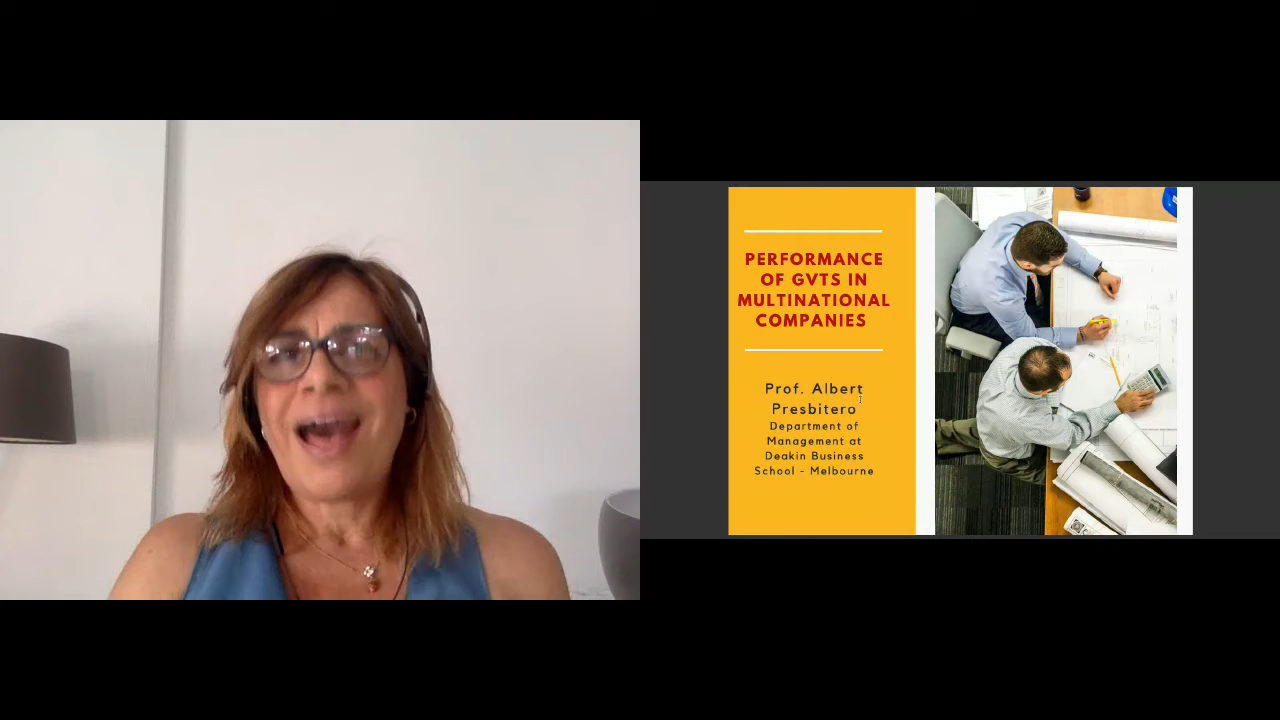 PERFORMANCE
OF GVTS IN
MULTINATIONAL
COMPANIES
Prof. Albert
Presbitero
Department of
Management at
Deakin Business
School - Melbourne